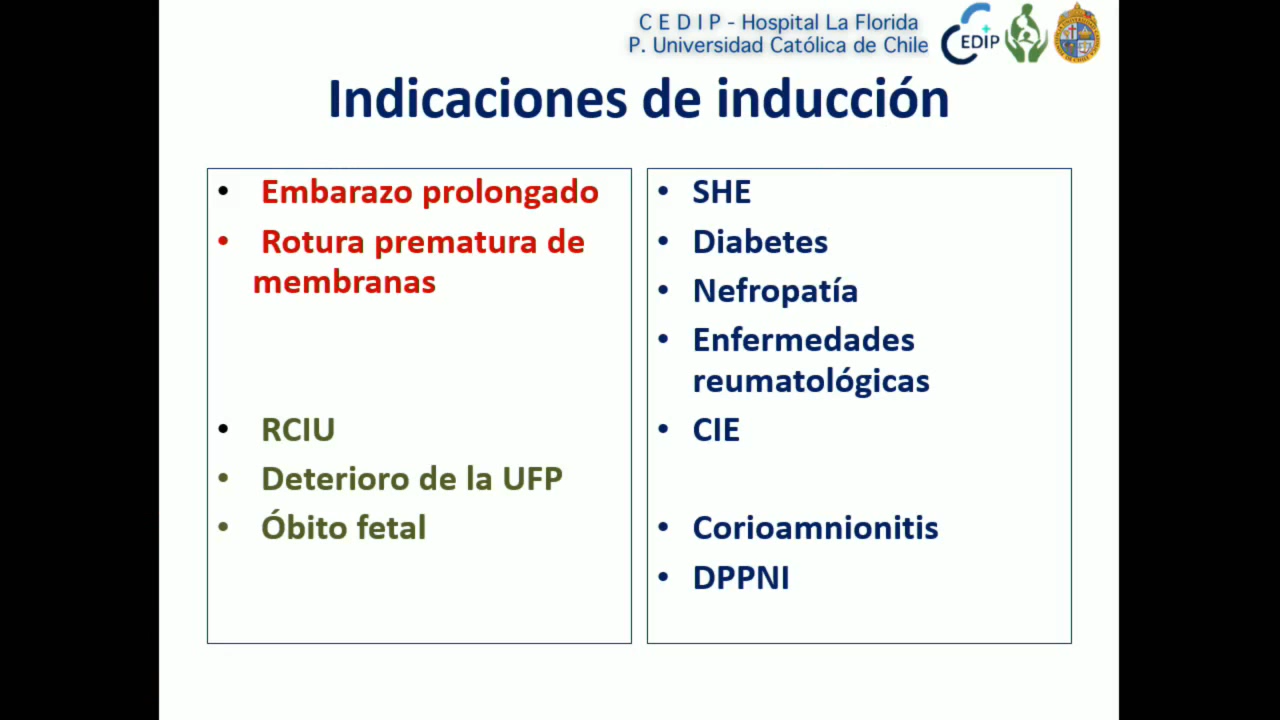 C E D I P - Hospital La Florida
P. Universidad Católica de Chile
CEDIP
Indicaciones de inducción
• Embarazo prolongado
• Rotura prematura de
membranas
• RCIU
• Deterioro de la UFP
• Óbito fetal
• SHE
• Diabetes
• Nefropatía
• Enfermedades
reumatológicas
• CIE
• Corioamnionitis
• DPPNI